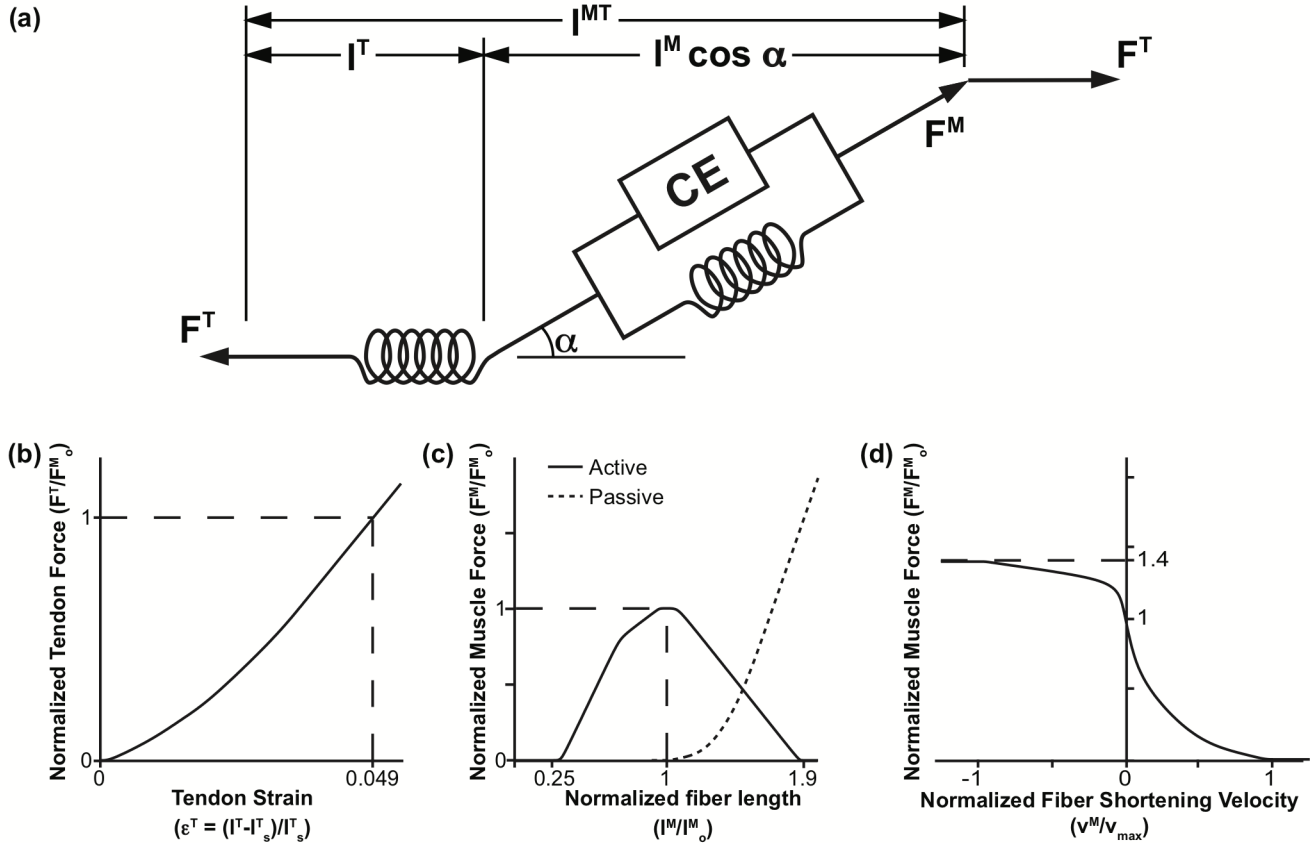 (a)
l^MT
l^T
l^M cos α
F^T
F^M
CE
F^T
α
(b)
Normalized Tendon Force (F^T/F^M_o)
1
0
0
0.049
Tendon Strain
(ε^T = (l^T-l^T_s)/l^T_s)
(c)
Normalized Muscle Force (F^M/F^M_o)
Active
Passive
1
0
0.25
1
1.9
Normalized fiber length
(l^M/l^M_o)
(d)
Normalized Muscle Force (F^M/F^M_o)
1.4
1
-1
0
1
Normalized Fiber Shortening Velocity
(v^M/v_max)